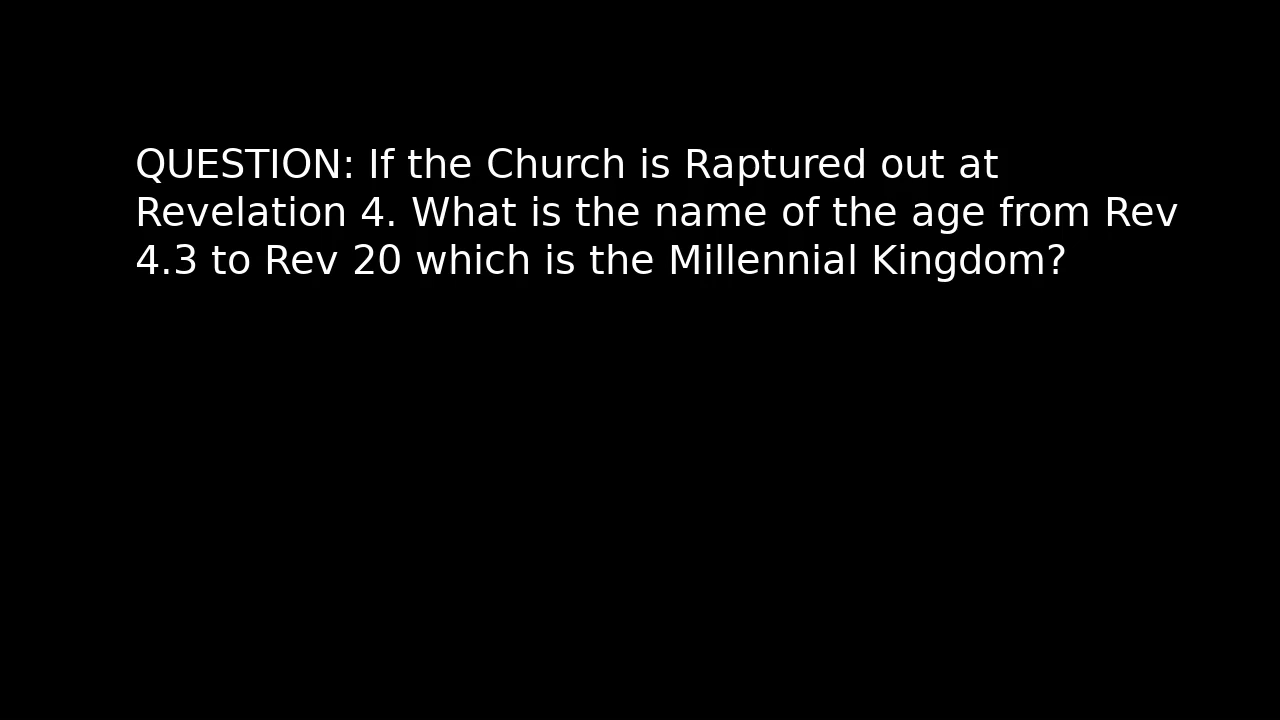 QUESTION: If the Church is Raptured out at
Revelation 4. What is the name of the age from Rev
4.3 to Rev 20 which is the Millennial Kingdom?